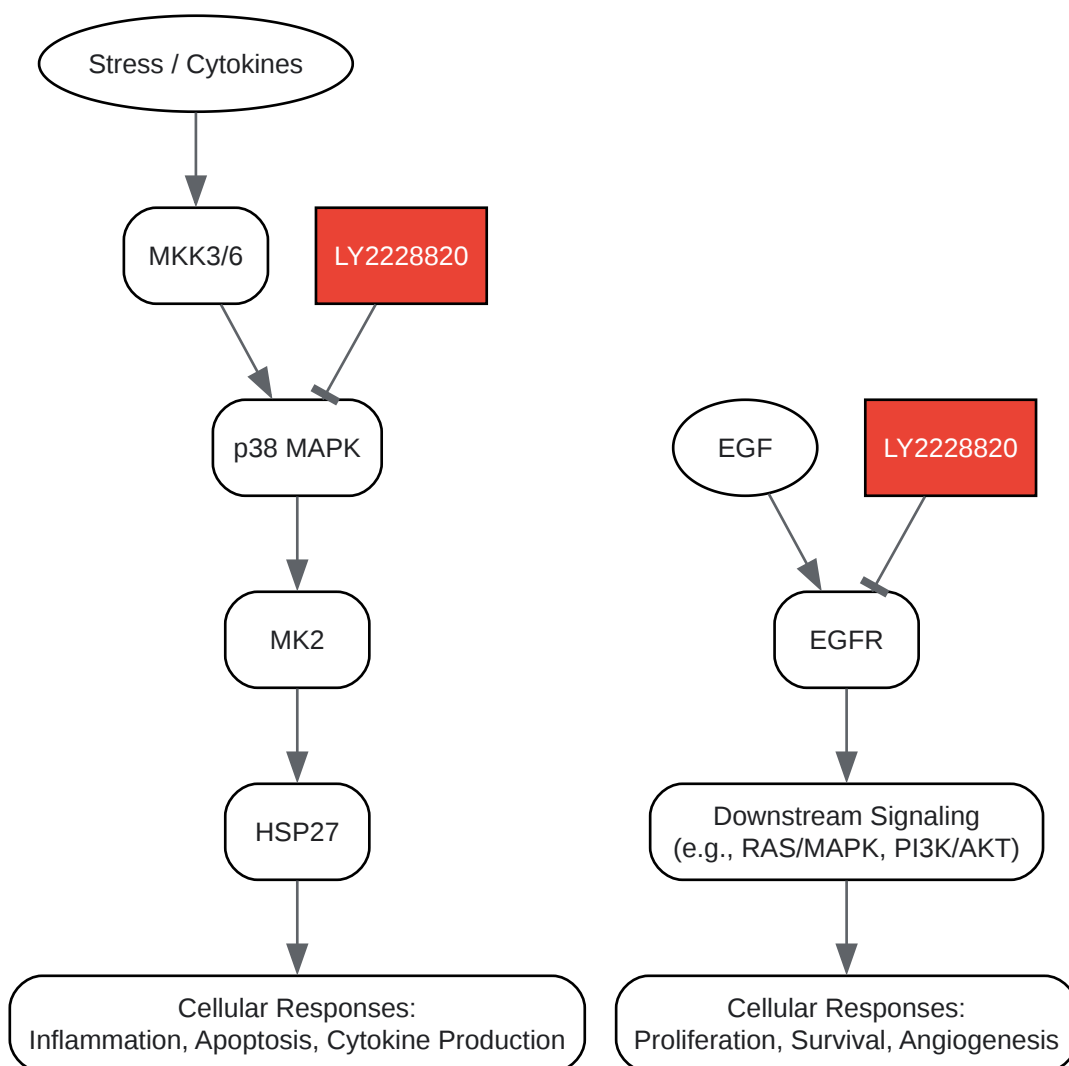 Stress / Cytokines
MKK3/6
LY2228820
p38 MAPK
MK2
HSP27
Cellular Responses:
Inflammation, Apoptosis, Cytokine Production
EGF
LY2228820
EGFR
Downstream Signaling
(e.g., RAS/MAPK, PI3K/AKT)
Cellular Responses:
Proliferation, Survival, Angiogenesis